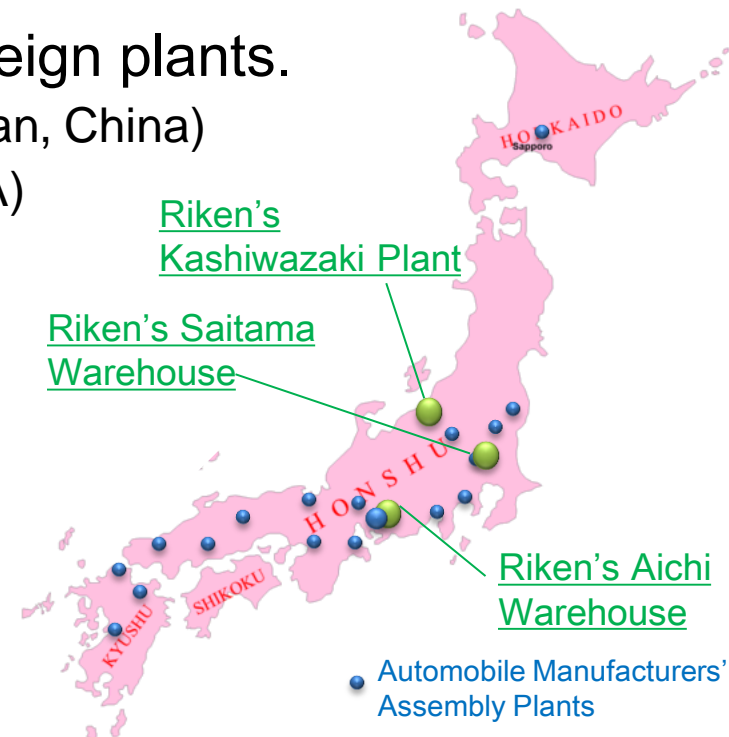 eign plants.
an, China)
A)
HOKKAIDO
Sapporo
Riken's
Kashiwazaki Plant
Riken's Saitama
Warehouse
HONSHU
SHIKOKU
KYUSHU
Riken's Aichi
Warehouse
Automobile Manufacturers'
Assembly Plants